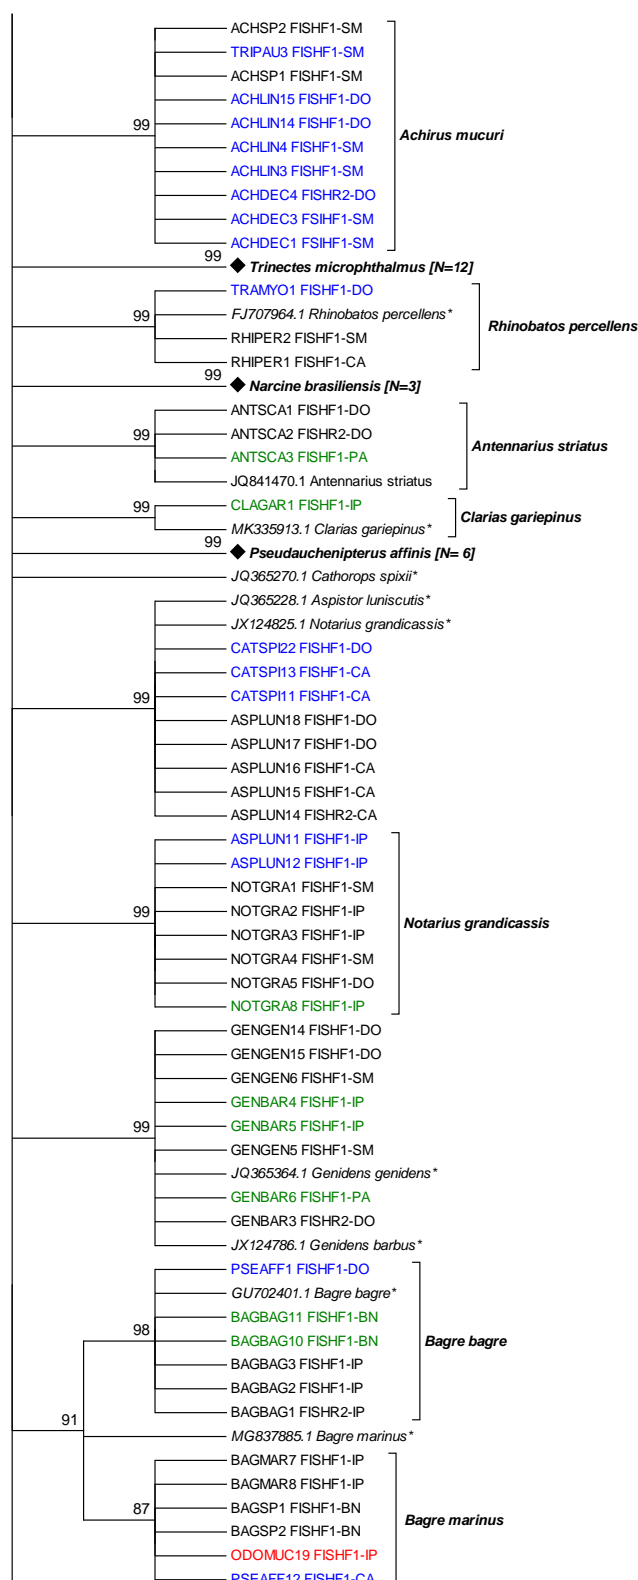 ACHSP2 FISHF1-SM
TRIPAU3 FISHF1-SM
ACHSP1 FISHF1-SM
ACHLIN15 FISHF1-DO
99
ACHLIN14 FISHF1-DO
Achirus mucuri
ACHLIN4 FISHF1-SM
ACHLIN3 FISHF1-SM
ACHDEC4 FISHR2-DO
ACHDEC3 FSIHF1-SM
ACHDEC1 FISHF1-SM
99
Trinectes microphthalmus [N=12]
TRAMYO1 FISHF1-DO
99
FJ707964.1 Rhinobatos percellens*
Rhinobatos percellens
RHIPER2 FISHF1-SM
RHIPER1 FISHF1-CA
99
Narcine brasiliensis [N=3]
ANTSCA1 FISHF1-DO
99
ANTSCA2 FISHR2-DO
Antennarius striatus
ANTSCA3 FISHF1-PA
JQ841470.1 Antennarius striatus
99
CLAGAR1 FISHF1-IP
Clarias gariepinus
MK335913.1 Clarias gariepinus*
99
Pseudauchenipterus affinis [N= 6]
JQ365270.1 Cathorops spixii*
JQ365228.1 Aspistor luniscutis*
JX124825.1 Notarius grandicassis*
CATSPI22 FISHF1-DO
CATSPI13 FISHF1-CA
99
CATSPI11 FISHF1-CA
ASPLUN18 FISHF1-DO
ASPLUN17 FISHF1-DO
ASPLUN16 FISHF1-CA
ASPLUN15 FISHF1-CA
ASPLUN14 FISHR2-CA
ASPLUN11 FISHF1-IP
ASPLUN12 FISHF1-IP
NOTGRA1 FISHF1-SM
99
NOTGRA2 FISHF1-IP
Notarius grandicassis
NOTGRA3 FISHF1-IP
NOTGRA4 FISHF1-SM
NOTGRA5 FISHF1-DO
NOTGRA8 FISHF1-IP
GENGEN14 FISHF1-DO
GENGEN15 FISHF1-DO
GENGEN6 FISHF1-SM
GENBAR4 FISHF1-IP
99
GENBAR5 FISHF1-IP
GENGEN5 FISHF1-SM
JQ365364.1 Genidens genidens*
GENBAR6 FISHF1-PA
GENBAR3 FISHR2-DO
JX124786.1 Genidens barbus*
PSEAFF1 FISHF1-DO
GU702401.1 Bagre bagre*
BAGBAG11 FISHF1-BN
98
BAGBAG10 FISHF1-BN
Bagre bagre
BAGBAG3 FISHF1-IP
BAGBAG2 FISHF1-IP
BAGBAG1 FISHR2-IP
91
MG837885.1 Bagre marinus*
BAGMAR7 FISHF1-IP
BAGMAR8 FISHF1-IP
BAGSP1 FISHF1-BN
87
Bagre marinus
BAGSP2 FISHF1-BN
ODOMUC19 FISHF1-IP
PSEAFF12 FISHF1-CA